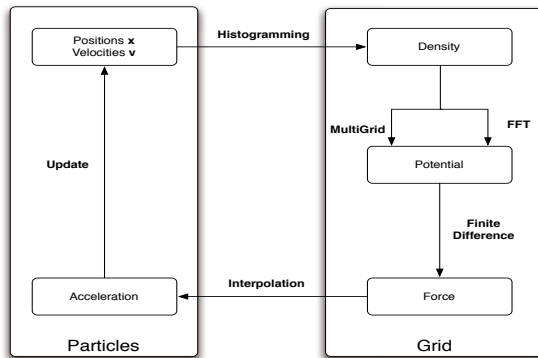 Positions x
Velocities v
Histogramming
Density
MultiGrid
FFT
Update
Potential
Finite
Difference
Acceleration
Interpolation
Force
Particles
Grid